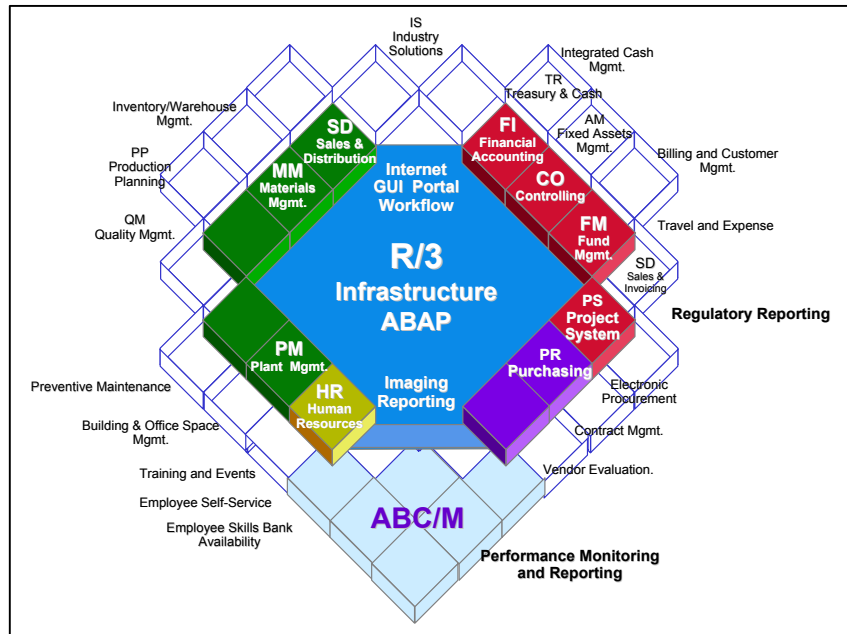 IS
Industry
Solutions
Integrated Cash
Mgmt.
TR
Treasury & Cash
Inventory/Warehouse
Mgmt.
SD
Sales &
Distribution
FI
Financial
Accounting
AM
Fixed Assets
Mgmt.
PP
Production
Planning
MM
Materials
Mgmt.
Internet
GUI Portal
Workflow
CO
Controlling
Billing and Customer
Mgmt.
QM
Quality Mgmt.
FM
Fund
Mgmt.
Travel and Expense
R/3
Infrastructure
ABAP
SD
Sales &
Invoicing
PS
Project
System
Regulatory Reporting
PM
Plant Mgmt.
PR
Purchasing
Preventive Maintenance
HR
Human
Resources
Imaging
Reporting
Electronic
Procurement
Building & Office Space
Mgmt.
Contract Mgmt.
Training and Events
Vendor Evaluation.
Employee Self-Service
ABC/M
Employee Skills Bank
Availability
Performance Monitoring
and Reporting